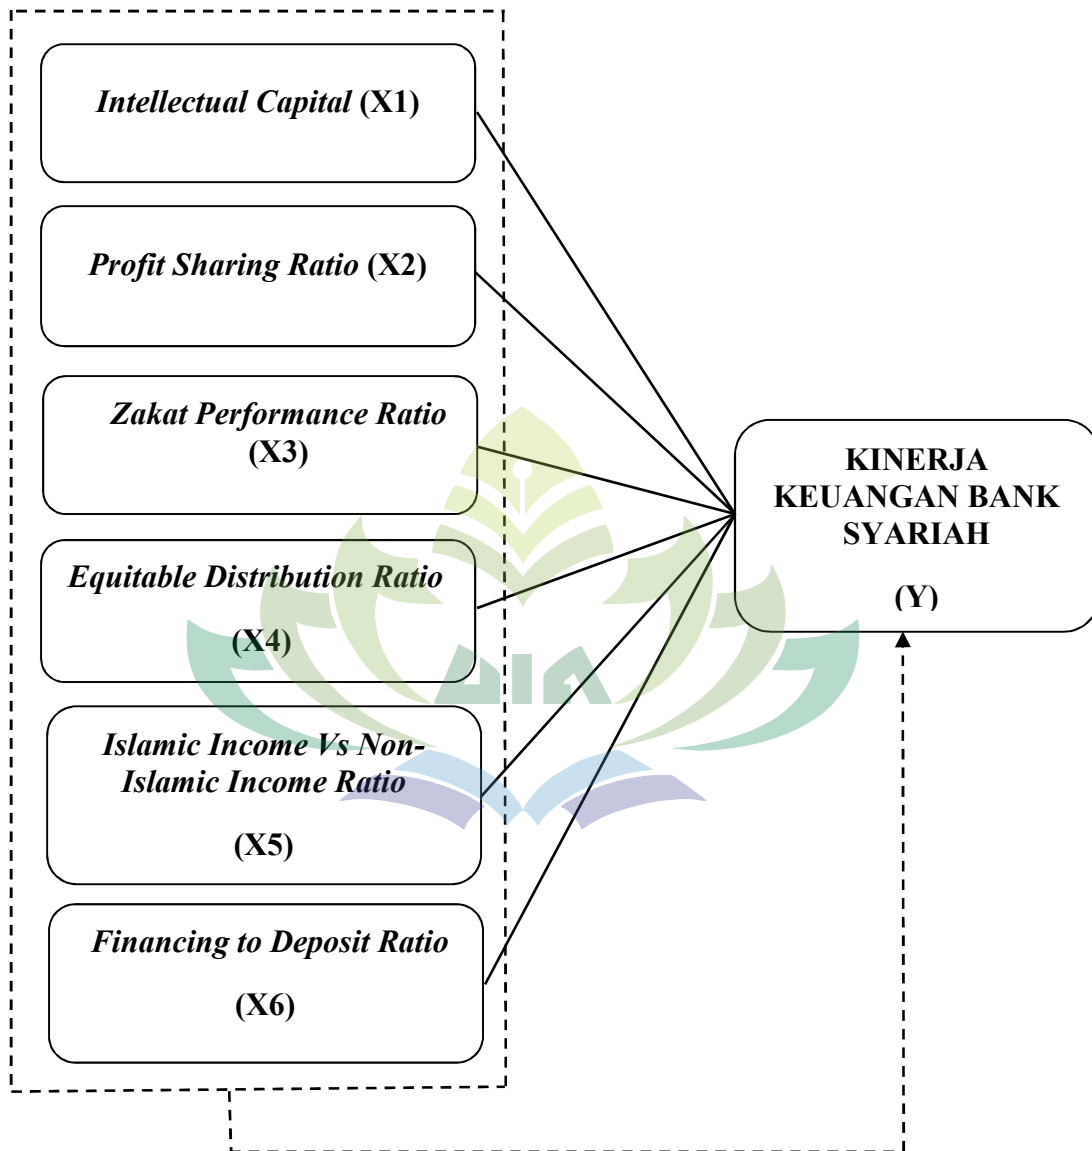 Intellectual Capital (X1)
Profit Sharing Ratio (X2)
Zakat Performance Ratio
(X3)
Equitable Distribution Ratio
(X4)
Islamic Income Vs Non-
Islamic Income Ratio
(X5)
Financing to Deposit Ratio
(X6)
KINERJA
KEUANGAN BANK
SYARIAH
(Y)